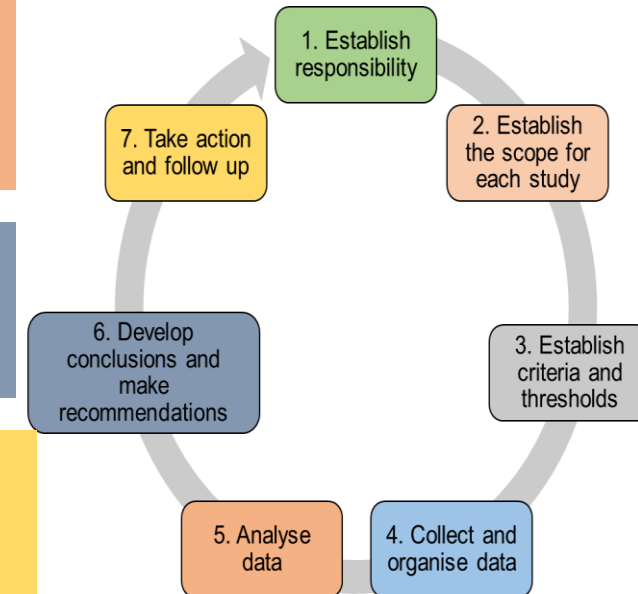 1. Establish
responsibility
2. Establish
the scope for
each study
3. Establish
criteria and
thresholds
4. Collect and
organise data
5. Analyse
data
6. Develop
conclusions and
make
recommendations
7. Take action
and follow up